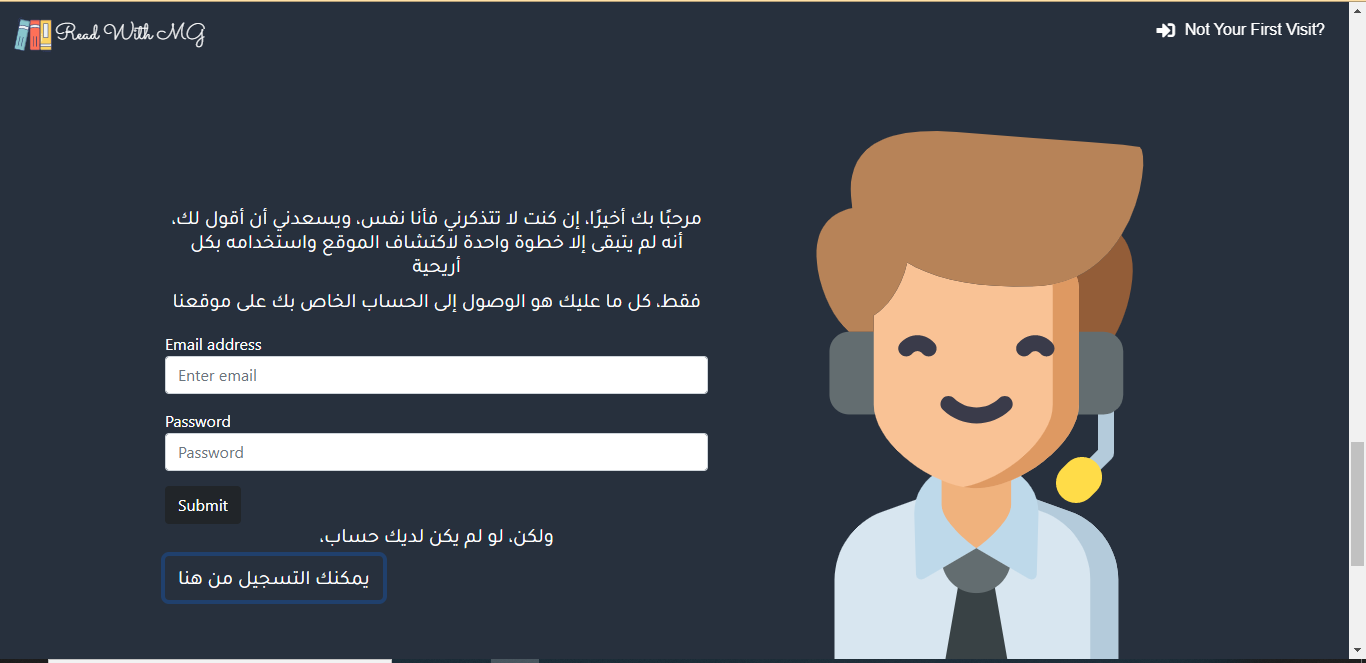 Read With MG
Not Your First Visit?
مرحبًا بك أخيرًا، إن كنت لا تتذكرني فأنا نفس، ويسعدني أن أقول لك،
أنه لم يتبقى إلا خطوة واحدة لاكتشاف الموقع واستخدامه بكل
أريحية
فقط، كل ما عليك هو الوصول إلى الحساب الخاص بك على موقعنا
Email address
Enter email
Password
Password
Submit
ولكن، لو لم يكن لديك حساب،
يمكنك التسجيل من هنا